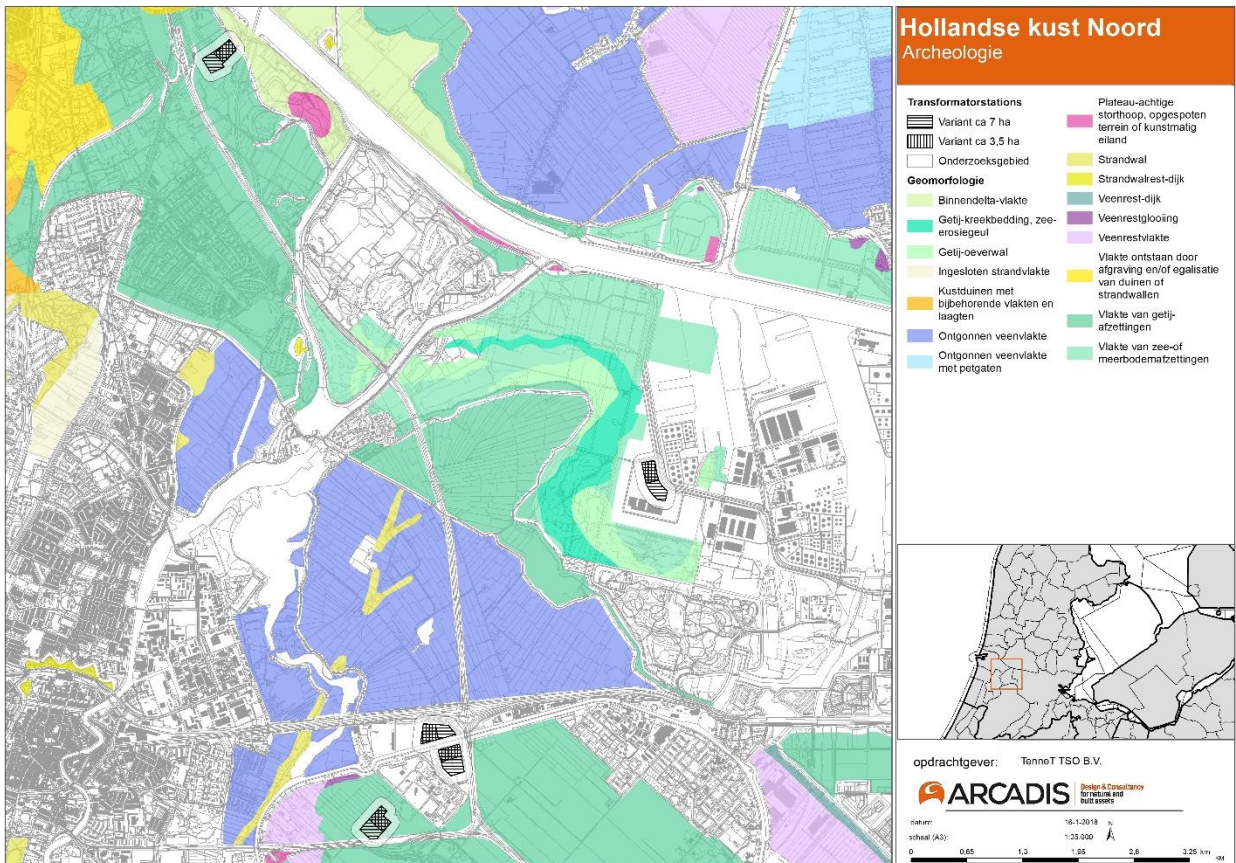 Hollandse kust Noord
Archeologie
Transformatorstations
Variant ca 7 ha
Variant ca 3,5 ha
Onderzoeksgebied
Geomorfologie
Binnendelta-vlakte
Getij-kreekbedding, zee-
erosiegeul
Getij-oeverwal
Ingesloten strandvlakte
Kustduinen met
bijbehorende vlakten en
laagten
Ontgonnen veenvlakte
Ontgonnen veenvlakte
met petgaten
Plateau-achtige
storthoop, opgespoten
terrein of kunstmatig
eiland
Strandwal
Strandwalrest-dijk
Veenrest-dijk
Veenrestglooiing
Veenrestvlakte
Vlakte ontstaan door
afgraving en/of egalisatie
van duinen of
strandwallen
Vlakte van getij-
afzettingen
Vlakte van zee-of
meerbodemafzettingen
opdrachtgever: TenneT TSO B.V.
ARCADIS
Design & Consultancy
for natural and
built assets
datum: 16-1-2018
N
schaal (A3): 1:35.000
0 0,65 1,3 1,95 2,6 3,25 km
KM